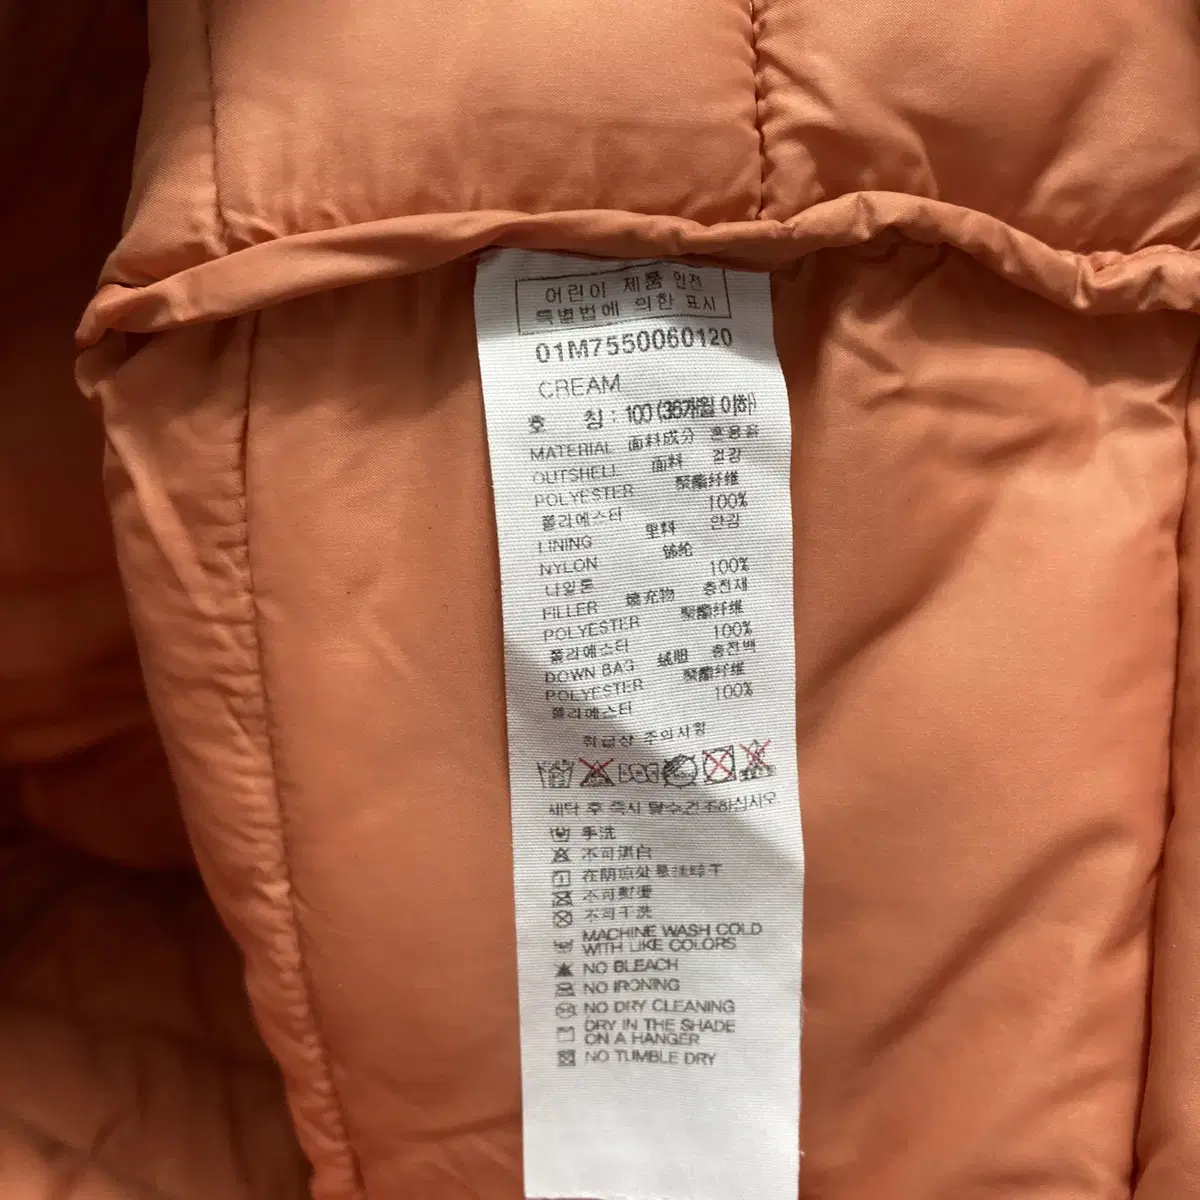 어린이 제품 안전
특별법에 의한 표시
01M7550060120
CREAM
호 칭 : 100 (36개월 이하)
MATERIAL 面料成分 혼용율
OUTSHELL 面料 겉감
POLYESTER 聚酯纤维
폴리에스터 100%
LINING 里料 안감
NYLON 锦纶
나일론 100%
FILLER 填充物 충전재
POLYESTER 聚酯纤维
폴리에스터 100%
DOWN BAG 绒胆 충전백
POLYESTER 聚酯纤维
폴리에스터 100%
취급상 주의사항
세탁 후 즉시 탈수건조하십시오
手洗
不可漂白
在阴凉处悬挂晾干
不可熨烫
不可干洗
MACHINE WASH COLD
WITH LIKE COLORS
NO BLEACH
NO IRONING
NO DRY CLEANING
DRY IN THE SHADE
ON A HANGER
NO TUMBLE DRY